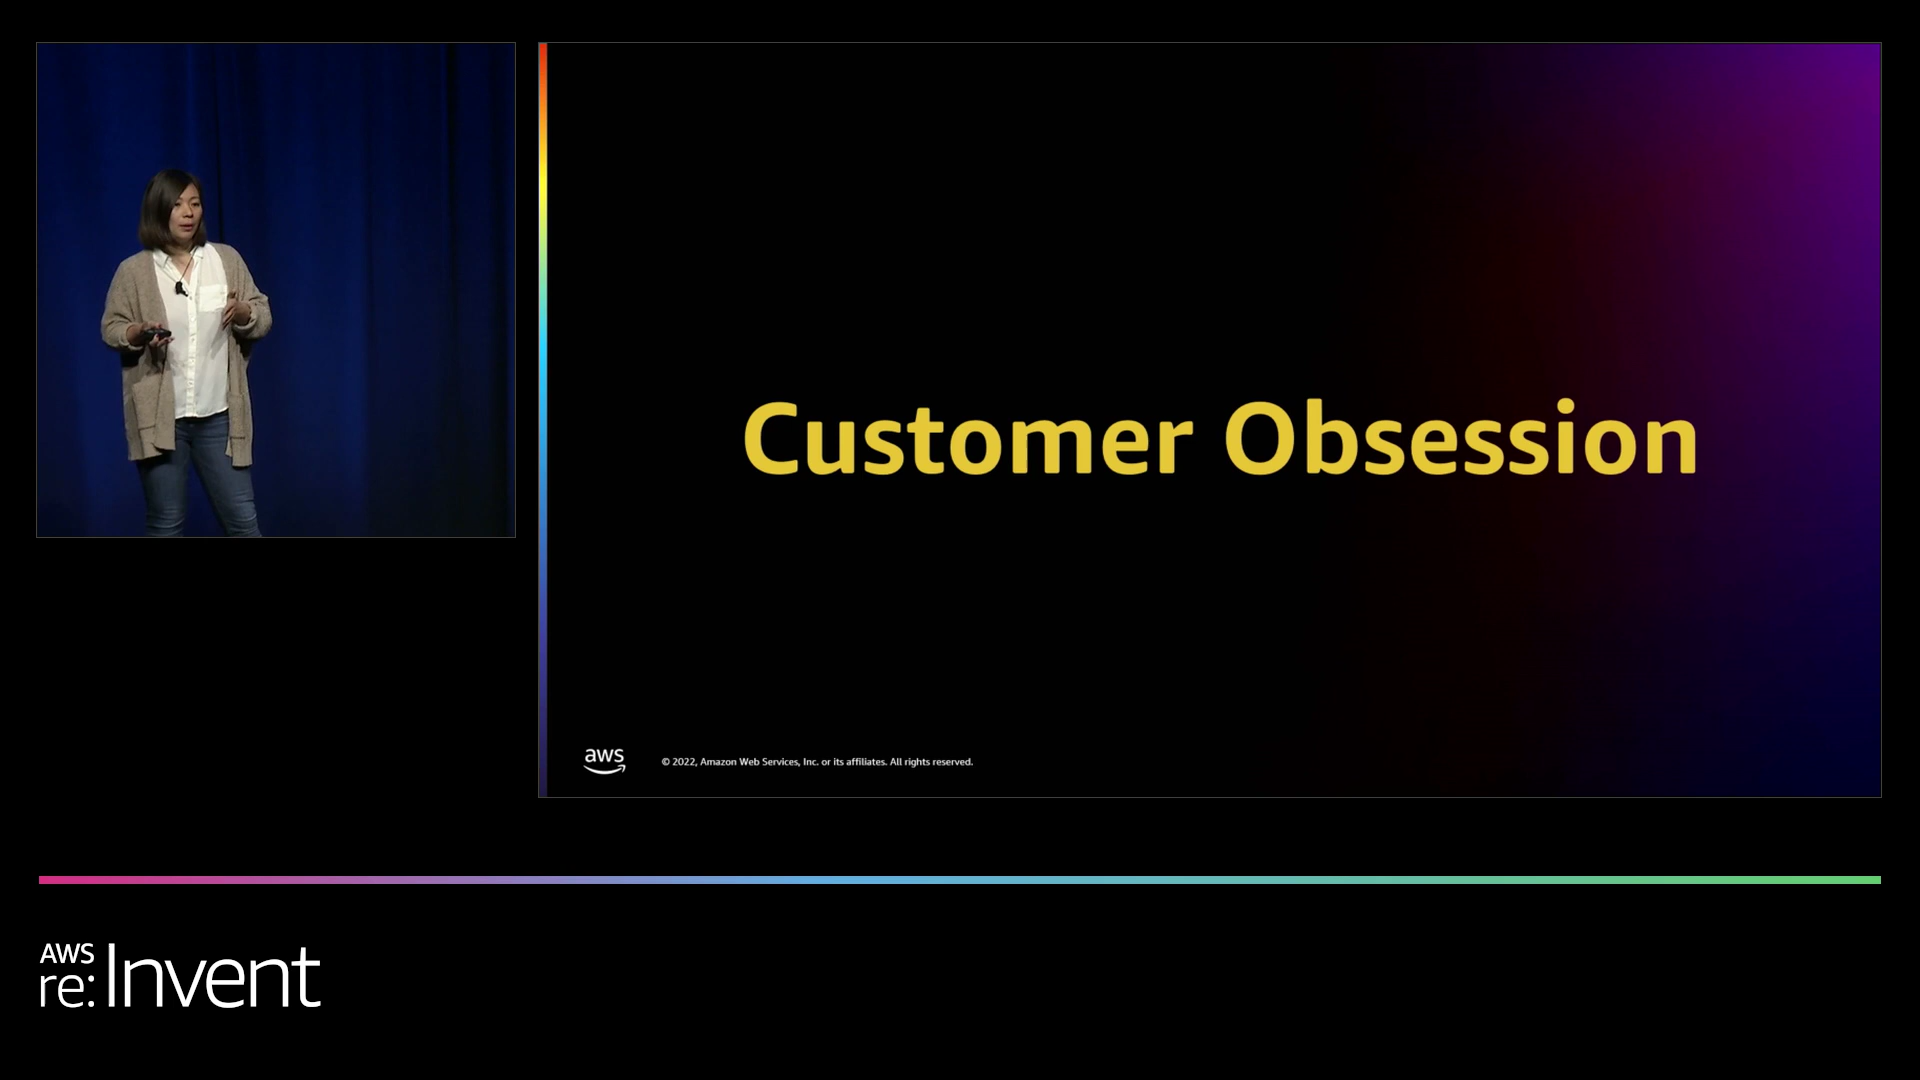 Customer Obsession
aws
© 2022, Amazon Web Services, Inc. or its affiliates. All rights reserved.
AWS
re:Invent